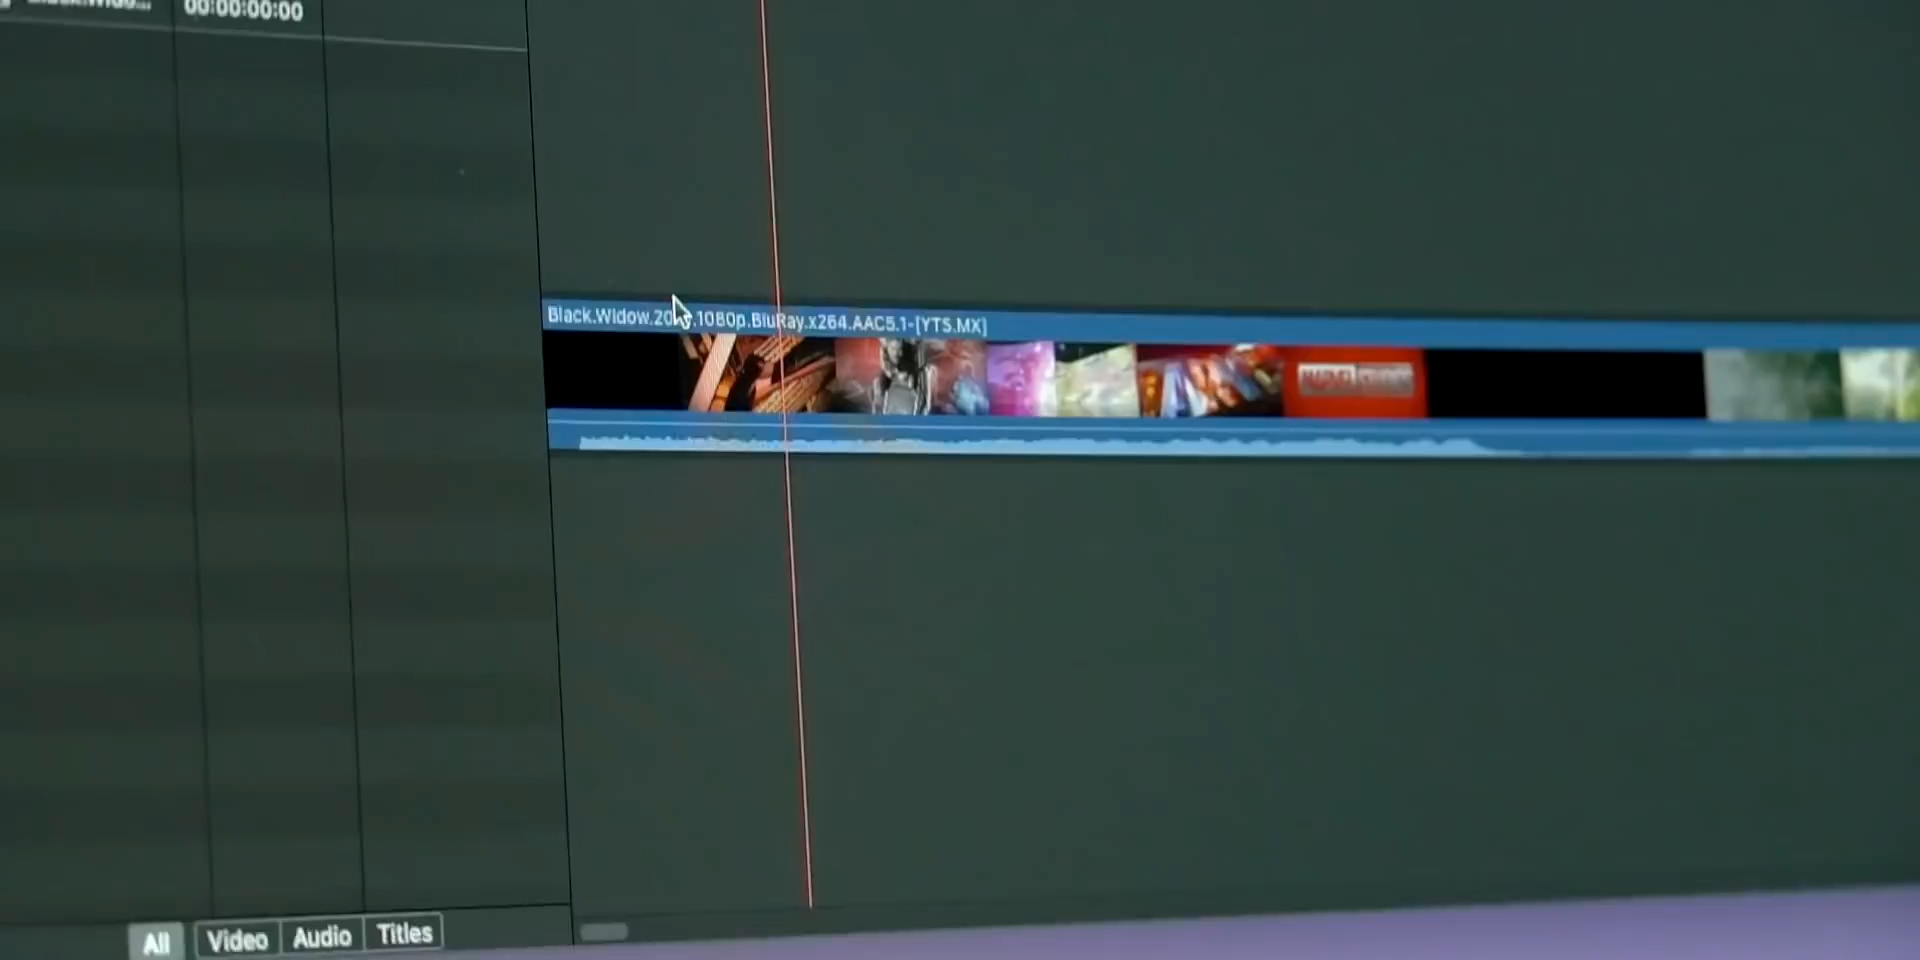 00:00:00:00
Black.Widow.20 .1080p.BluRay.x264.AAC5.1-[YTS.MX]
All
Video
Audio
Titles